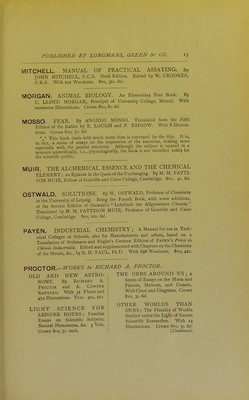 PUBLISHED BY LONGMANS, GREEN & CO. 15
MITCHELL. MANUAL OF PRACTICAL ASSAYING. By
JOHN MITCHELL, F.C.S. Sixth Edition. Edited by W. CROOKES,
F.R.S. With 201 Woodcuts. 8vo, 31s. 6d.
MORGAN. ANIMAL BIOLOGY. An Elementary Text Book. By
C. LLOYD MORGAN, Principal of University College, Bristol. With
numerous Illustrations. Crown 8vo, 8s. 6d.
MOSSO. FEAR. By ANGELO MOSSO. Translated from the Fifth
Edition of the Italian by E. LOUGH and F. KIESOW. With 8 Illustra-
tions. Crown 8vo, 7s. 6d.
*** This book deals with much more than is conveyed by the title. It is,
in fact, a series of essays on the expression of the emotions, dealing more
especially with the painful emotions. Although the subject is treated in a
manner scientifically, i.e., psychologically, the book is not intended merely for
the scientific public.
MUIR. THE ALCHEMICAL ESSENCE AND THE CHEMICAL
ELEMENT: an Episode in the Quest of the Unchanging. By M. M. PATTI-
SON MUIR, Fellow of Gonville and Caius College, Cambridge. 8vo, 4s. 6d.
OSTWALD. SOLUTIONS. By W. OSTWALD, Professor of Chemistry
in the University of Leipzig. Being the Fourth Book, with some additions,
of the Second Edition of Ostwald's "Lehrbuch der Allgemeinen Chemie."
Translated by M. M. PATTISON MUIR, Professor of Gonville and Caius
College, Cambridge. 8vo, 10s. 6d.
PAYEN. INDUSTRIAL CHEMISTRY; A Manual for use in Tech-
nical Colleges or Schools, also for Manufacturers and others, based on a
Translation of Stohmann and Engler's German Edition of PAYEN'S Précis de
Chimie Industrielle. Edited and supplemented with Chapters on the Chemistry
of the Metals, &c., by B. H. PAUL, Ph.D. With 698 Woodcuts. 8vo, 42s.
PROCTOR.—WORKS by RICHARD A. PROCTOR.
OLD AND NEW ASTRO-
NOMY. By RICHARD A.
PROCTOR and A. COWPER
RANYARD. With 31 Plates and
472 Illustrations. Text. 4to, 21s.
LIGHT SCIENCE FOR
LEISURE HOURS; Familiar
Essays on Scientific Subjects,
Natural Phenomena, &c. 3 Vols.
Crown 8vo, 5s. each.
THE ORBS AROUND US; a
Series of Essays on the Moon and
Planets, Meteors, and Comets.
With Chart and Diagrams. Crown
8vo, 3s. 6d.
OTHER WORLDS THAN
OURS; The Plurality of Worlds
Studied under the Light of Recent
Scientific Researches. With 14
Illustrations. Crown 8vo, 3s. 6d.
[Continued.